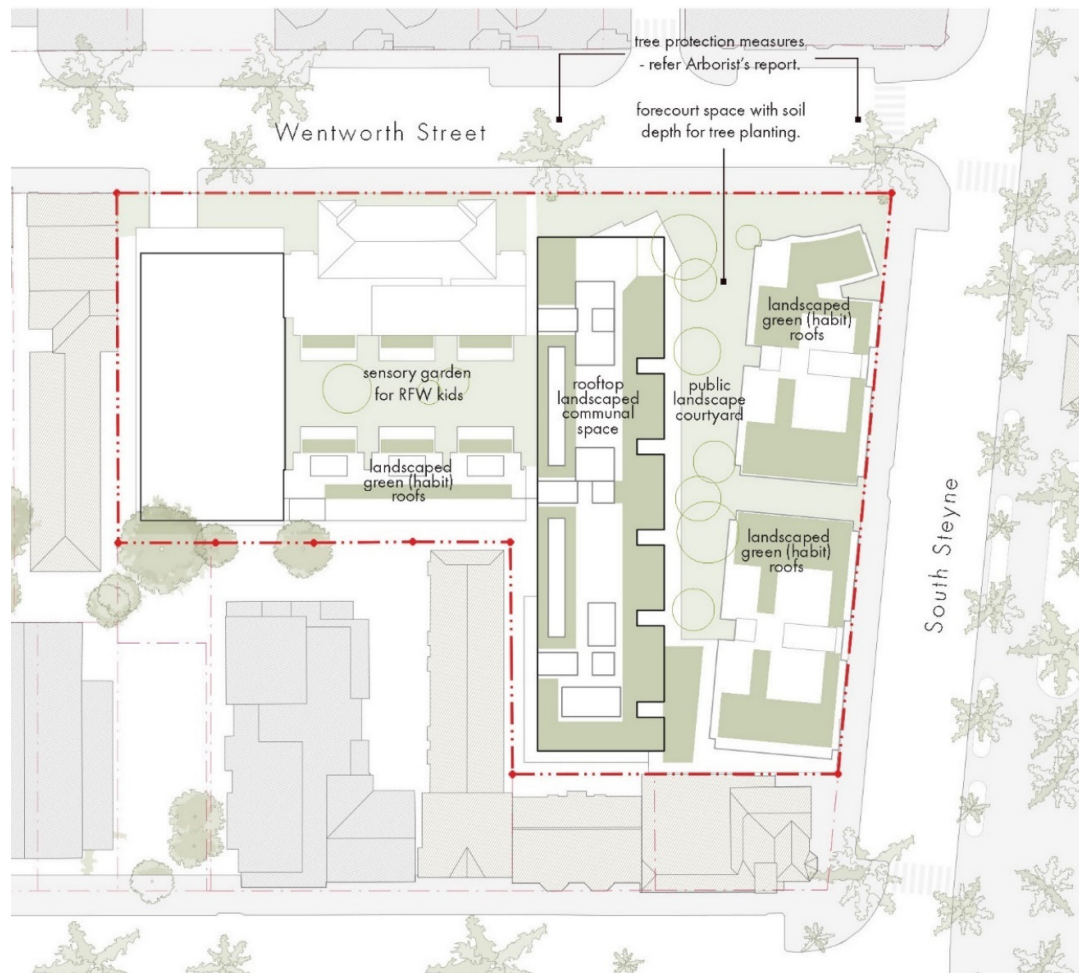 tree protection measures
- refer Arborist's report.
forecourt space with soil
depth for tree planting.
Wentworth Street
landscaped
green (habit)
roofs
sensory garden
for RFW kids
rooftop
landscaped
communal
space
public
landscape
courtyard
landscaped
green (habit)
roofs
landscaped
green (habit)
roofs
South Steyne